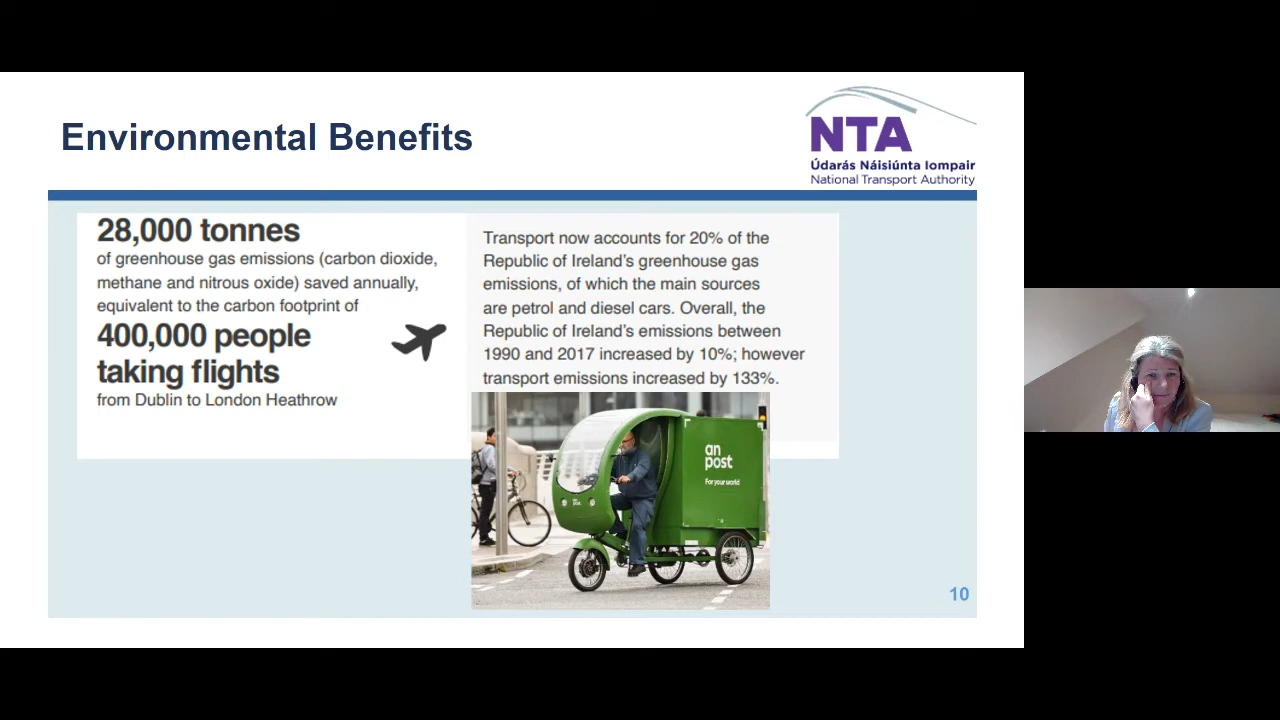 Environmental Benefits
NTA
Údarás Náisiúnta Iompair
National Transport Authority
28,000 tonnes
of greenhouse gas emissions (carbon dioxide,
methane and nitrous oxide) saved annually,
equivalent to the carbon footprint of
400,000 people
taking flights
from Dublin to London Heathrow
Transport now accounts for 20% of the
Republic of Ireland's greenhouse gas
emissions, of which the main sources
are petrol and diesel cars. Overall, the
Republic of Ireland's emissions between
1990 and 2017 increased by 10%; however
transport emissions increased by 133%.
an
post
For your world
10